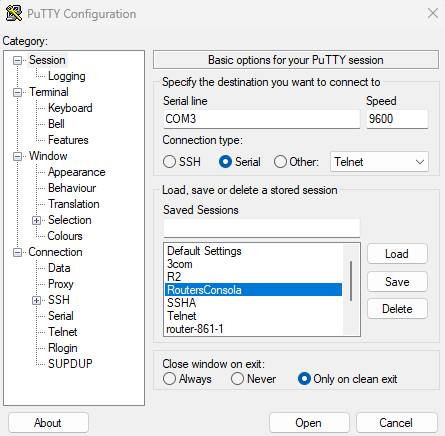 PuTTY Configuration
Category:
Session
Logging
Terminal
Keyboard
Bell
Features
Window
Appearance
Behaviour
Translation
Selection
Colours
Connection
Data
Proxy
SSH
Serial
Telnet
Rlogin
SUPDUP
Basic options for your PuTTY session
Specify the destination you want to connect to
Serial line Speed
COM3 9600
Connection type:
SSH Serial Other: Telnet
Load, save or delete a stored session
Saved Sessions
Default Settings
3com
R2
RoutersConsola
SSHA
Telnet
router-861-1
Load
Save
Delete
Close window on exit:
Always Never Only on clean exit
About Open Cancel